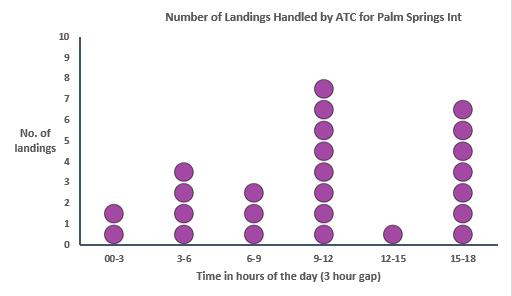 Number of Landings Handled by ATC for Palm Springs Int
10
9
8
7
6
5
4
3
2
1
0
No. of
landings
00-3 3-6 6-9 9-12 12-15 15-18
Time in hours of the day (3 hour gap)